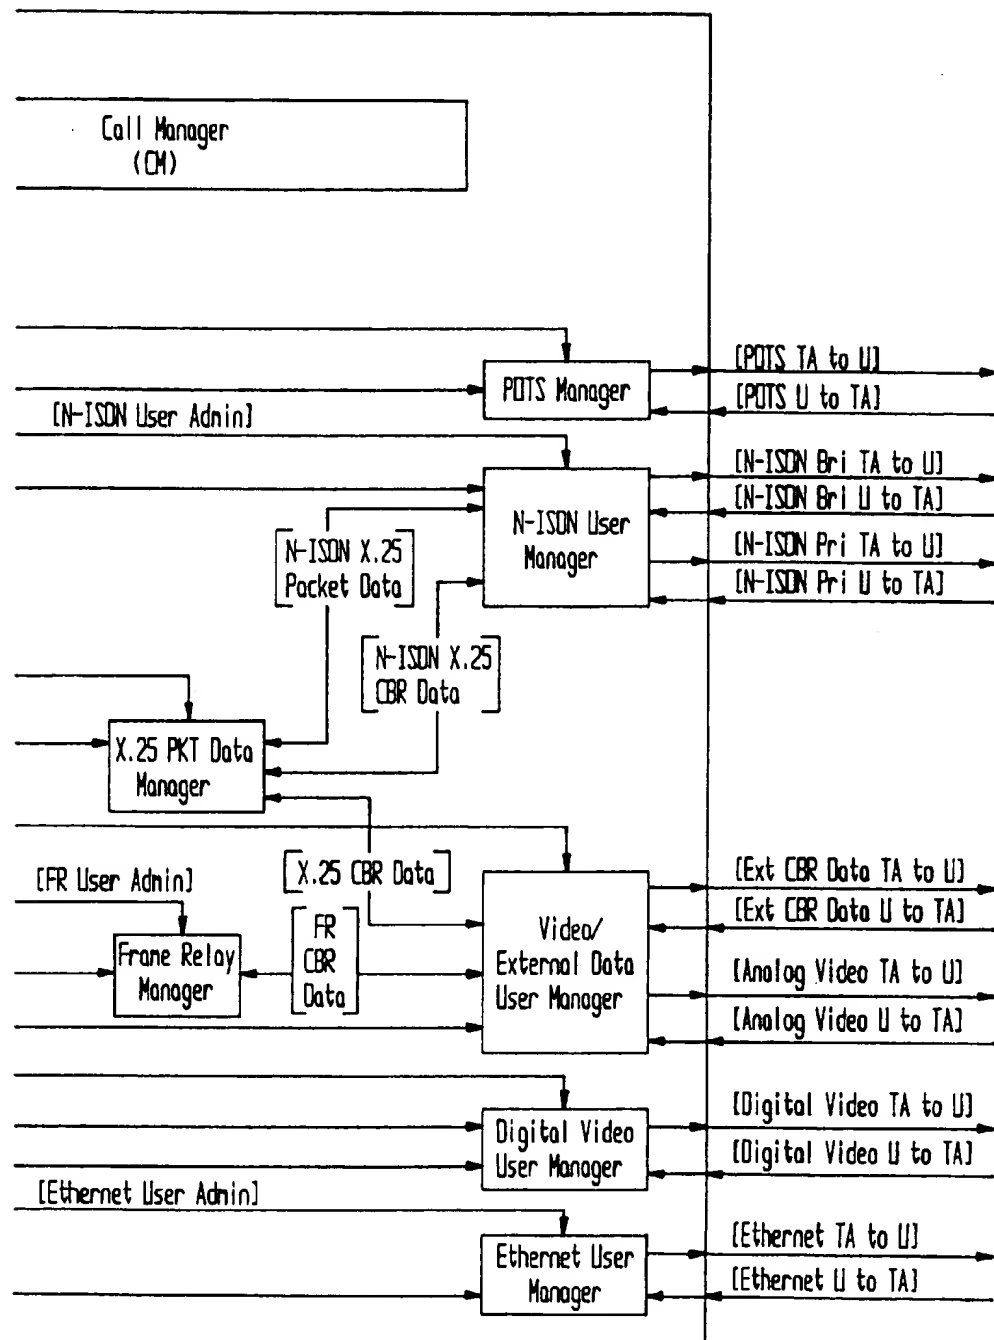 Call Manager
(CM)
[POTS TA to U]
POTS Manager
[POTS U to TA]
[N-ISDN User Admin]
[N-ISDN Bri TA to U]
[N-ISDN Bri U to TA]
N-ISDN User
Manager
[N-ISDN Pri TA to U]
[N-ISDN Pri U to TA]
N-ISDN X.25
Packet Data
N-ISDN X.25
CBR Data
X.25 PKT Data
Manager
[X.25 CBR Data]
[FR User Admin]
[Ext CBR Data TA to U]
[Ext CBR Data U to TA]
FR
CBR
Data
Video/
External Data
User Manager
Frame Relay
Manager
[Analog Video TA to U]
[Analog Video U to TA]
[Digital Video TA to U]
Digital Video
User Manager
[Digital Video U to TA]
[Ethernet User Admin]
[Ethernet TA to U]
Ethernet User
Manager
[Ethernet U to TA]